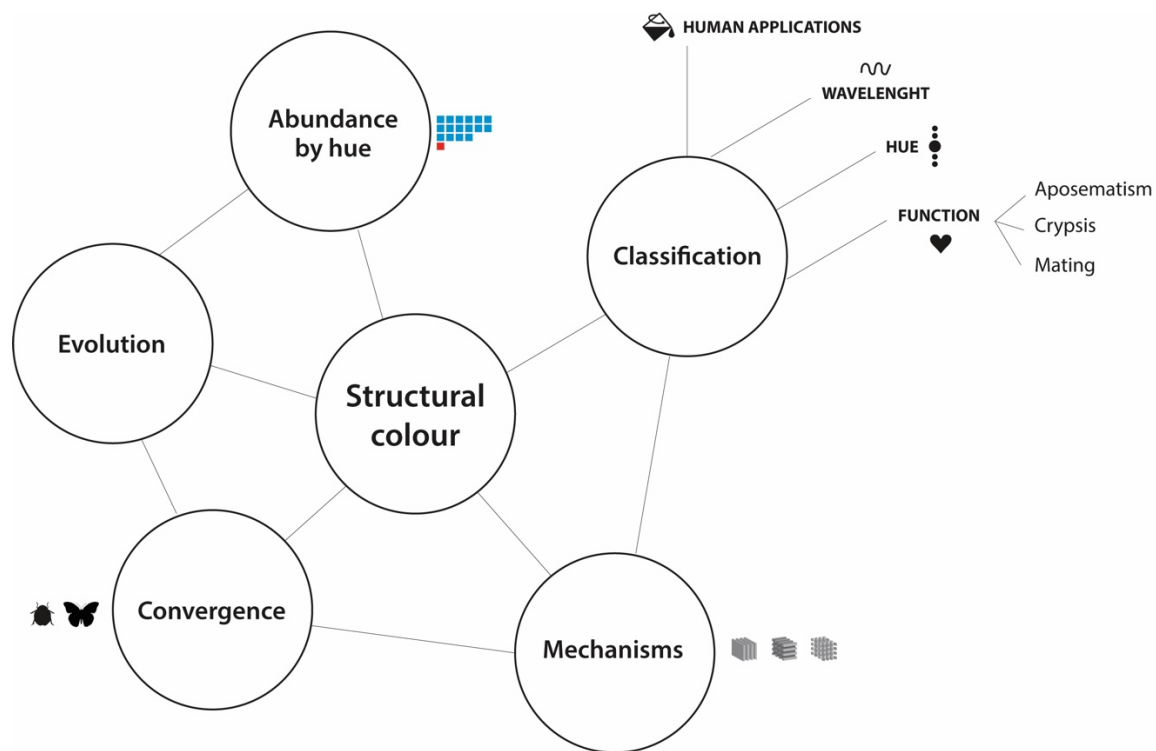 HUMAN APPLICATIONS
WAVELENGHT
HUE
FUNCTION
Aposematism
Crypsis
Mating
Abundance
by hue
Classification
Evolution
Structural
colour
Convergence
Mechanisms